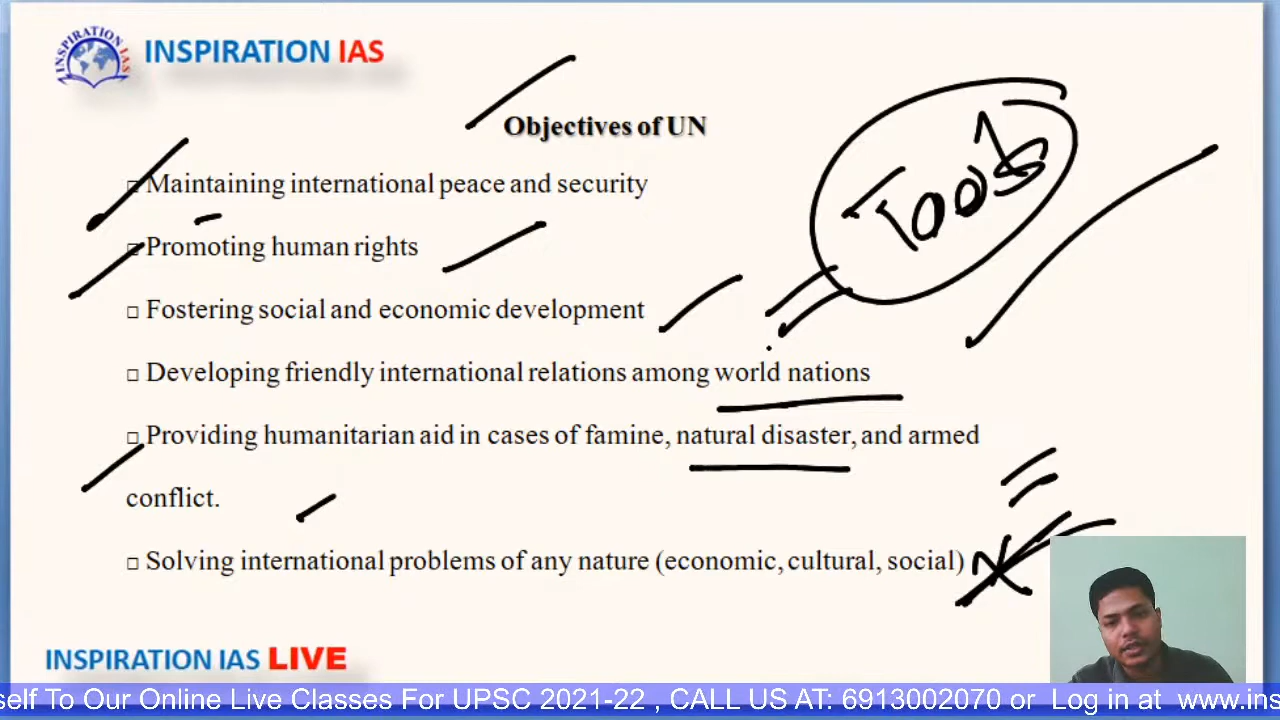 INSPIRATION IAS
INSPIRATION IAS
Objectives of UN
□ Maintaining international peace and security
□ Promoting human rights
□ Fostering social and economic development
□ Developing friendly international relations among world nations
□ Providing humanitarian aid in cases of famine, natural disaster, and armed
conflict.
□ Solving international problems of any nature (economic, cultural, social)
INSPIRATION IAS LIVE
self To Our Online Live Classes For UPSC 2021-22 , CALL US AT: 6913002070 or Log in at www.ins